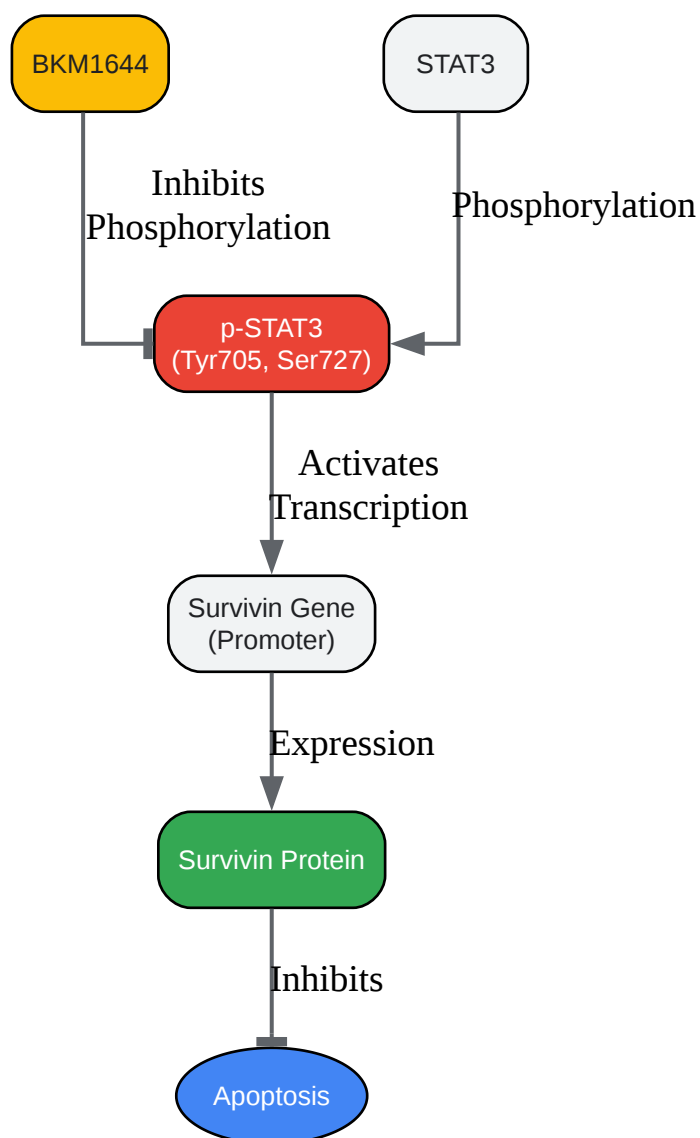 BKM1644
STAT3
Inhibits
Phosphorylation
Phosphorylation
p-STAT3
(Tyr705, Ser727)
Activates
Transcription
Survivin Gene
(Promoter)
Expression
Survivin Protein
Inhibits
Apoptosis